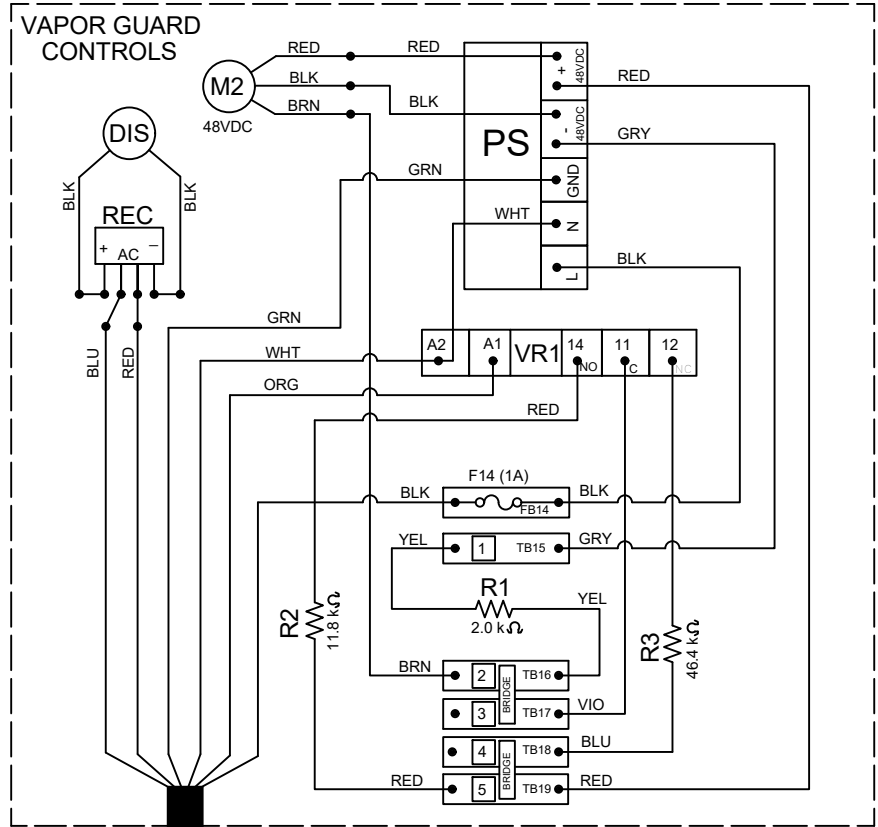 VAPOR GUARD
CONTROLS
RED
RED
BLK
BLK
BRN
M2
48VDC
PS
+
48VDC
-
48VDC
GND
N
L
RED
GRY
GRN
WHT
BLK
DIS
BLK
BLK
REC
+
AC
–
BLU
RED
GRN
WHT
ORG
A2
A1
VR1
14
NO
11
C
12
NC
RED
F14 (1A)
BLK
FB14
BLK
YEL
1
TB15
GRY
R1
2.0 kΩ
YEL
R2
11.8 kΩ
R3
46.4 kΩ
BRN
2
BRIDGE
TB16
3
TB17
VIO
4
BRIDGE
TB18
BLU
RED
5
TB19
RED